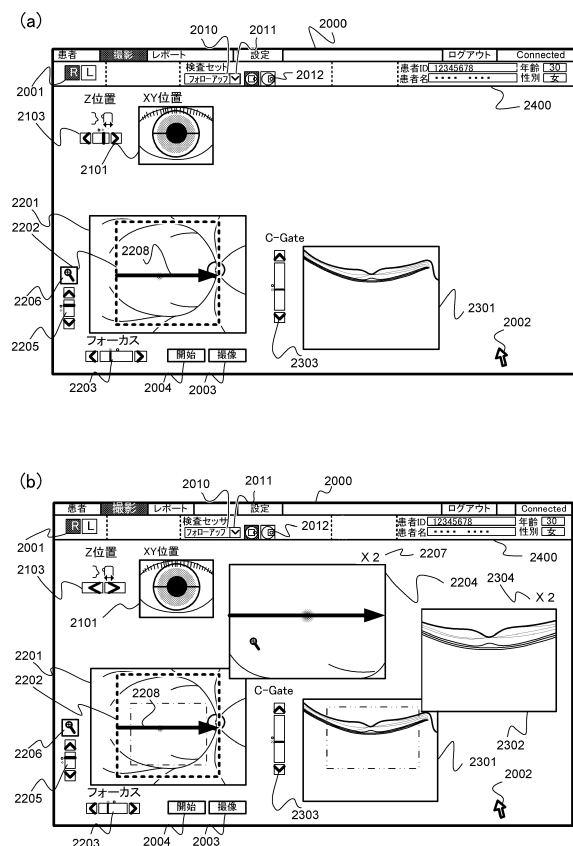 (a)
2010
2011
2000
患者 撮影 レポート 設定 ログアウト Connected
2001
R L
検査セット
フォローアップ
2012
患者ID 12345678 年齢 30
患者名 性別 女
2103
Z位置
XY位置
2400
2101
2201
2202
2208
C-Gate
2206
2205
2301
2002
フォーカス
2303
開始 撮像
2203
2004
2003
(b)
2010
2011
2000
患者 撮影 レポート 設定 ログアウト Connected
2001
R L
検査セット
フォローアップ
2012
患者ID 12345678 年齢 30
患者名 性別 女
2103
Z位置
XY位置
X 2
2207
2400
2204
2304
X 2
2101
2201
2202
2208
C-Gate
2206
2205
2301
2302
2002
フォーカス
2303
開始 撮像
2203
2004
2003